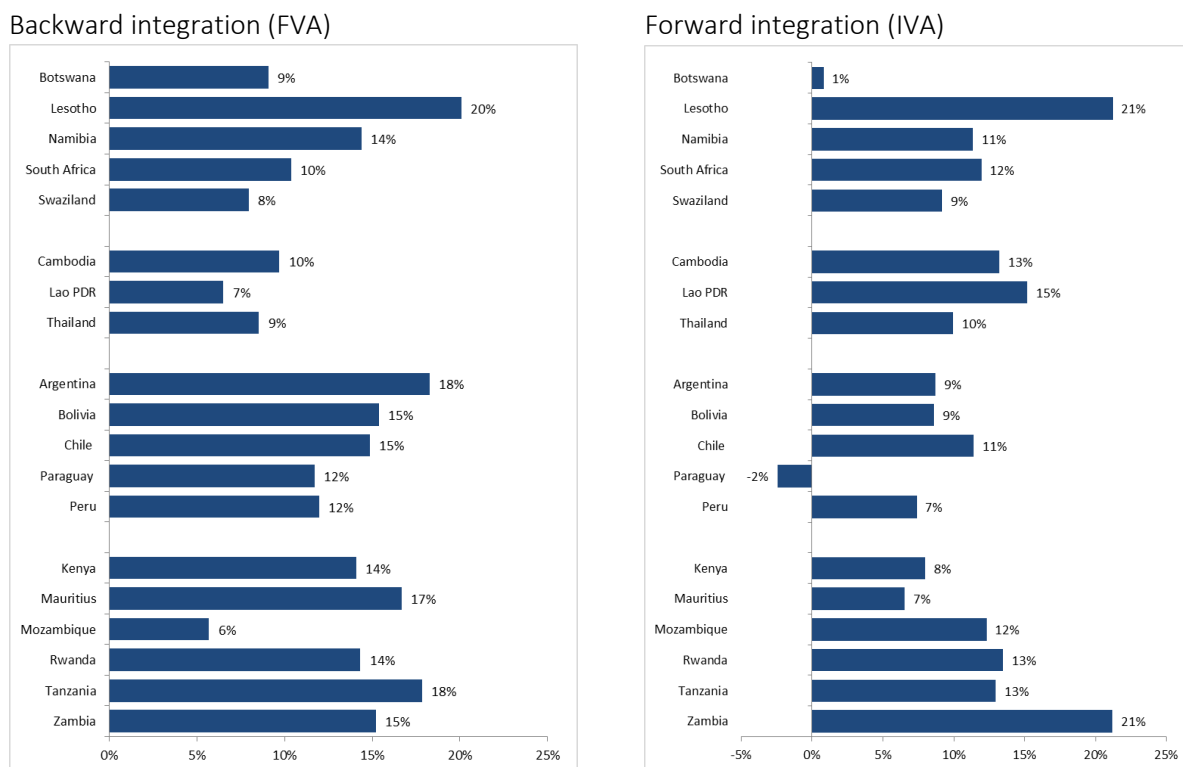 Backward integration (FVA)
Botswana 9%
Lesotho 20%
Namibia 14%
South Africa 10%
Swaziland 8%
Cambodia 10%
Lao PDR 7%
Thailand 9%
Argentina 18%
Bolivia 15%
Chile 15%
Paraguay 12%
Peru 12%
Kenya 14%
Mauritius 17%
Mozambique 6%
Rwanda 14%
Tanzania 18%
Zambia 15%
0% 5% 10% 15% 20% 25%
Forward integration (IVA)
Botswana 1%
Lesotho 21%
Namibia 11%
South Africa 12%
Swaziland 9%
Cambodia 13%
Lao PDR 15%
Thailand 10%
Argentina 9%
Bolivia 9%
Chile 11%
Paraguay -2%
Peru 7%
Kenya 8%
Mauritius 7%
Mozambique 12%
Rwanda 13%
Tanzania 13%
Zambia 21%
-5% 0% 5% 10% 15% 20% 25%